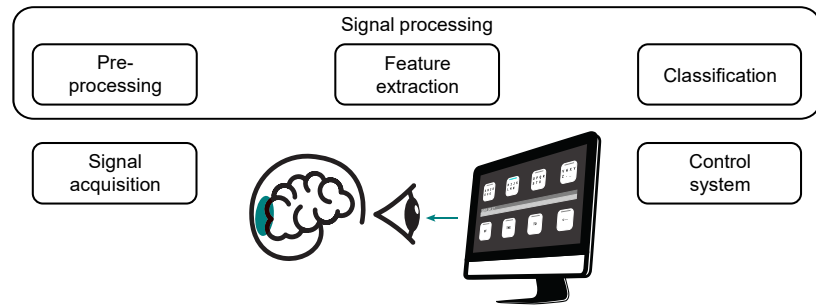 Signal processing
Pre-
processing
Feature
extraction
Classification
Signal
acquisition
Control
system